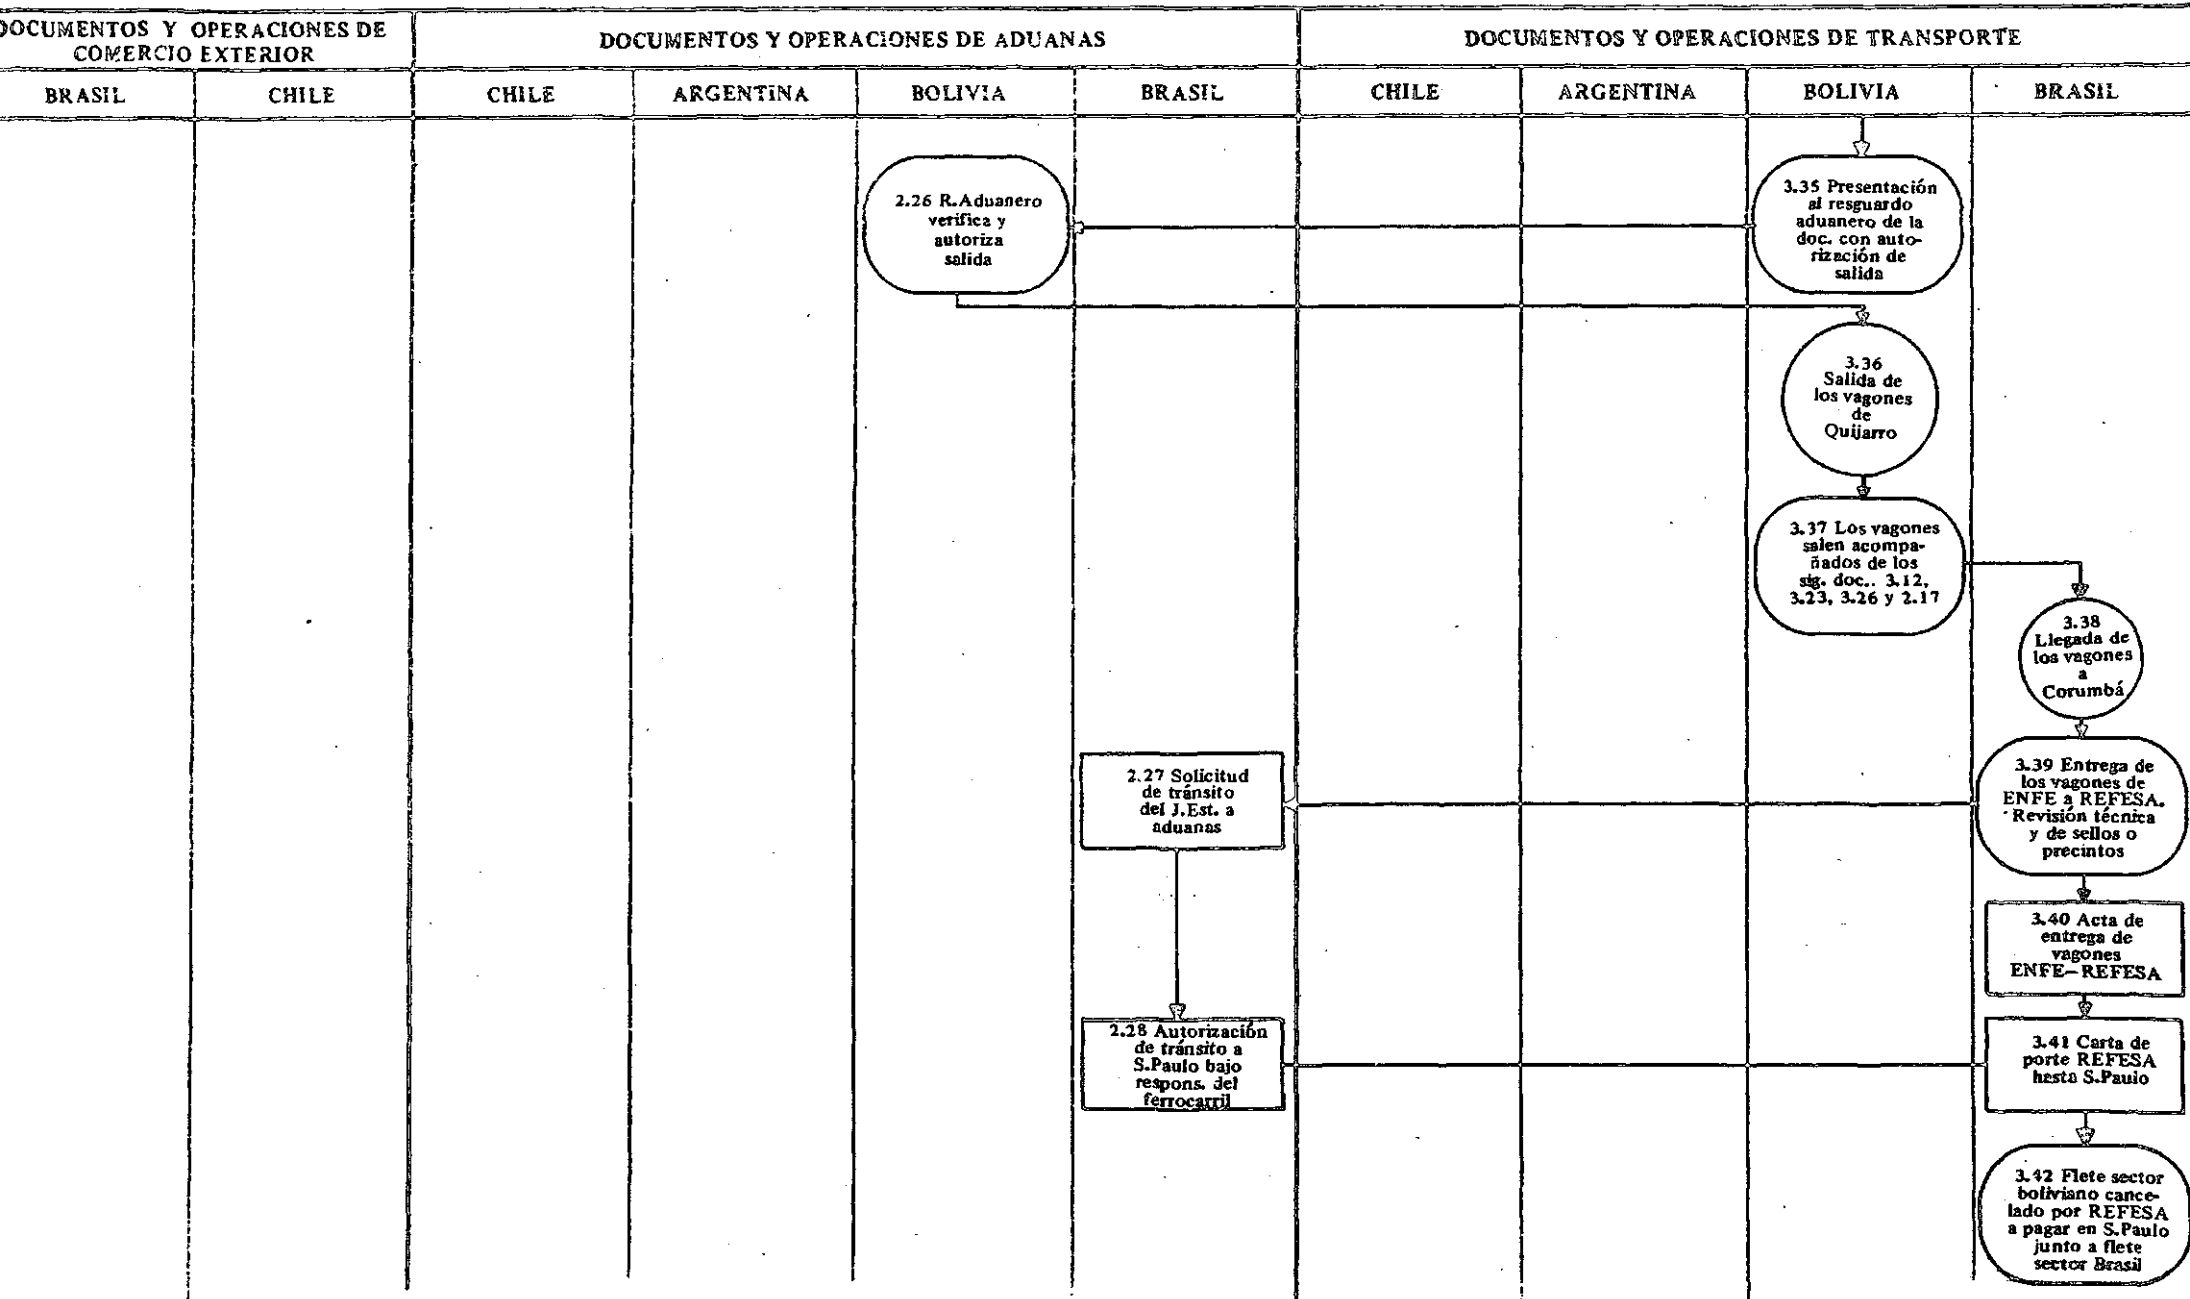 DOCUMENTOS Y OPERACIONES DE
COMERCIO EXTERIOR
DOCUMENTOS Y OPERACIONES DE ADUANAS
DOCUMENTOS Y OPERACIONES DE TRANSPORTE
BRASIL
CHILE
CHILE
ARGENTINA
BOLIVIA
BRASIL
CHILE
ARGENTINA
BOLIVIA
BRASIL
2.26 R.Aduanero
verifica y
autoriza
salida
3.35 Presentación
al resguardo
aduanero de la
doc. con auto-
rización de
salida
3.36
Salida de
los vagones
de
Quijarro
3.37 Los vagones
salen acompa-
ñados de los
sig. doc.. 3.12,
3.23, 3.26 y 2.17
3.38
Llegada de
los vagones
a
Corumbá
2.27 Solicitud
de tránsito
del J.Est. a
aduanas
3.39 Entrega de
los vagones de
ENFE a REFESA.
Revisión técnica
y de sellos o
precintos
3.40 Acta de
entrega de
vagones
ENFE-REFESA
2.28 Autorización
de tránsito a
S.Paulo bajo
respons. del
ferrocarril
3.41 Carta de
porte REFESA
hasta S.Paulo
3.42 Flete sector
boliviano cance-
lado por REFESA
a pagar en S.Paulo
junto a flete
sector Brasil